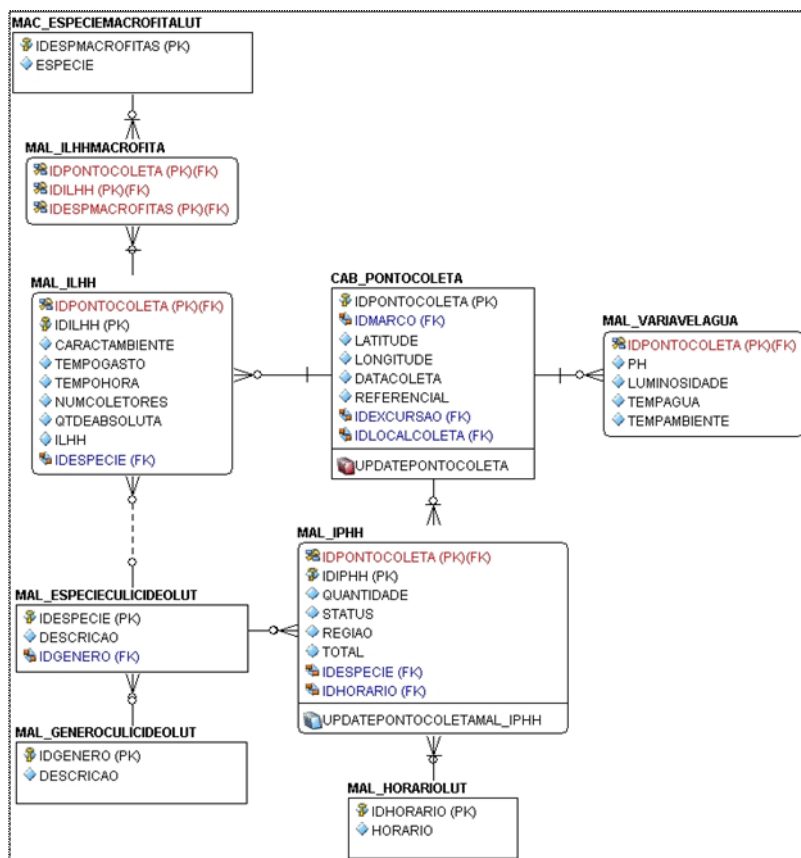 MAC_ESPECIEMACROFITALUT
IDESPMACROFITAS (PK)
ESPECIE
MAL_ILHHMACROFITA
IDPONTOCOLETA (PK)(FK)
IDILHH (PK)(FK)
IDESPMACROFITAS (PK)(FK)
MAL_ILHH
IDPONTOCOLETA (PK)(FK)
IDILHH (PK)
CARACTAMBIENTE
TEMPOGASTO
TEMPOHORA
NUMCOLETORES
QTDEABSOLUTA
ILHH
IDESPECIE (FK)
CAB_PONTOCOLETA
IDPONTOCOLETA (PK)
IDMARCO (FK)
LATITUDE
LONGITUDE
DATACOLETA
REFERENCIAL
IDEXCURSAO (FK)
IDLOCALCOLETA (FK)
UPDATEPONTOCOLETA
MAL_VARIAVELAGUA
IDPONTOCOLETA (PK)(FK)
PH
LUMINOSIDADE
TEMPAGUA
TEMPAMBIENTE
MAL_IPHH
IDPONTOCOLETA (PK)(FK)
IDIPHH (PK)
QUANTIDADE
STATUS
REGIAO
TOTAL
IDESPECIE (FK)
IDHORARIO (FK)
UPDATEPONTOCOLETAMAL_IPHH
MAL_ESPECIECULICIDEOLUT
IDESPECIE (PK)
DESCRICAO
IDGENERO (FK)
MAL_GENEROCULICIDEOLUT
IDGENERO (PK)
DESCRICAO
MAL_HORARIOLUT
IDHORARIO (PK)
HORARIO